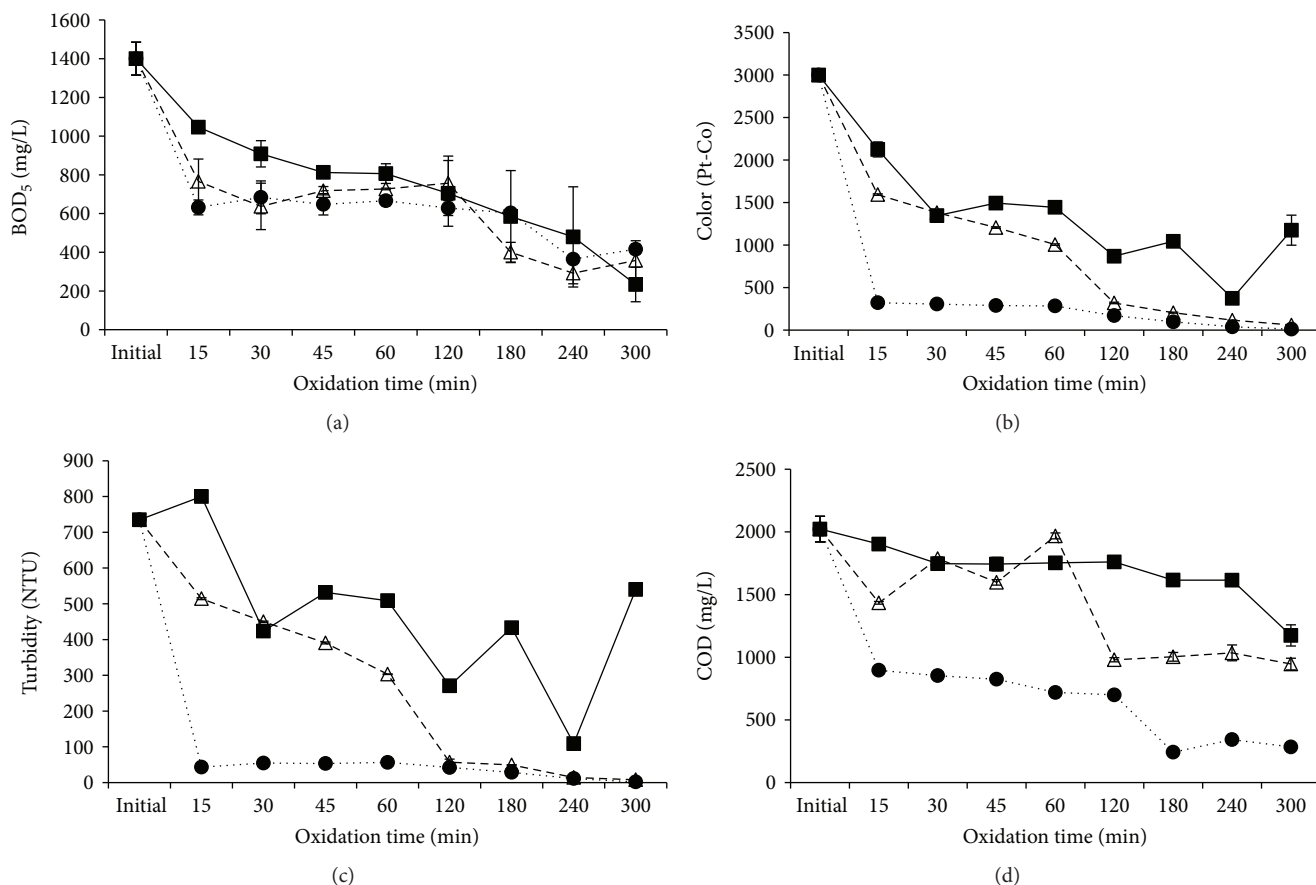 1600
1400
1200
1000
800
600
400
200
0
BOD₅ (mg/L)
Initial 15 30 45 60 120 180 240 300
Oxidation time (min)
(a)
3500
3000
2500
2000
1500
1000
500
0
Color (Pt-Co)
Initial 15 30 45 60 120 180 240 300
Oxidation time (min)
(b)
900
800
700
600
500
400
300
200
100
0
Turbidity (NTU)
Initial 15 30 45 60 120 180 240 300
Oxidation time (min)
(c)
2500
2000
1500
1000
500
0
COD (mg/L)
Initial 15 30 45 60 120 180 240 300
Oxidation time (min)
(d)